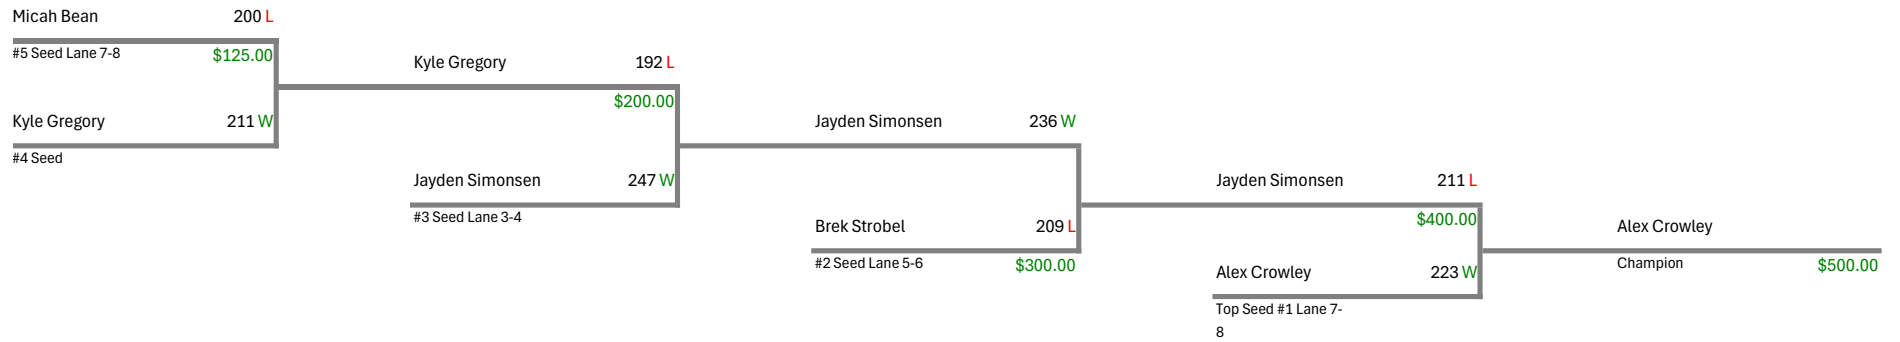 Micah Bean 200 L
#5 Seed Lane 7-8 $125.00
Kyle Gregory 211 W
#4 Seed
Kyle Gregory 192 L
$200.00
Jayden Simonsen 247 W
#3 Seed Lane 3-4
Jayden Simonsen 236 W
Brek Strobel 209 L
#2 Seed Lane 5-6 $300.00
Jayden Simonsen 211 L
$400.00
Alex Crowley 223 W
Top Seed #1 Lane 7-
8
Alex Crowley
Champion $500.00